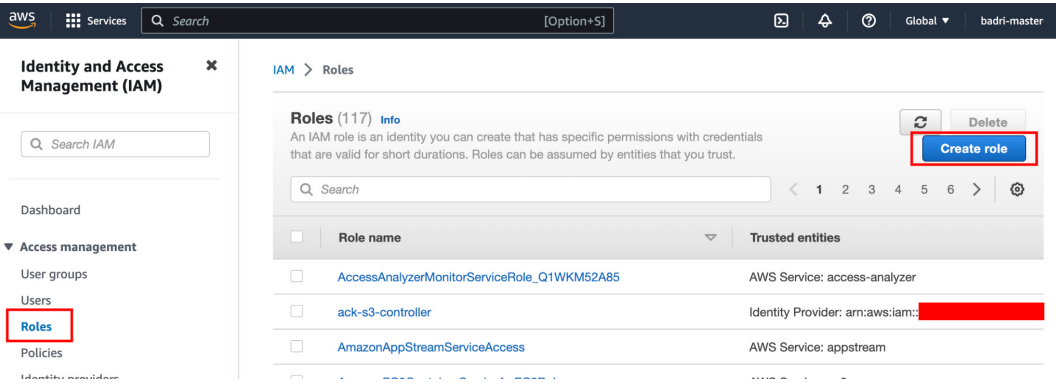 aws
Services
Search
[Option+S]
Global
badri-master
Identity and Access
Management (IAM)
Search IAM
Dashboard
Access management
User groups
Users
Roles
Policies
Identity providers
IAM > Roles
Roles (117) Info
An IAM role is an identity you can create that has specific permissions with credentials
that are valid for short durations. Roles can be assumed by entities that you trust.
Delete
Create role
Search
1 2 3 4 5 6
Role name
Trusted entities
AccessAnalyzerMonitorServiceRole_Q1WKM52A85
AWS Service: access-analyzer
ack-s3-controller
Identity Provider: arn:aws:iam::
AmazonAppStreamServiceAccess
AWS Service: appstream